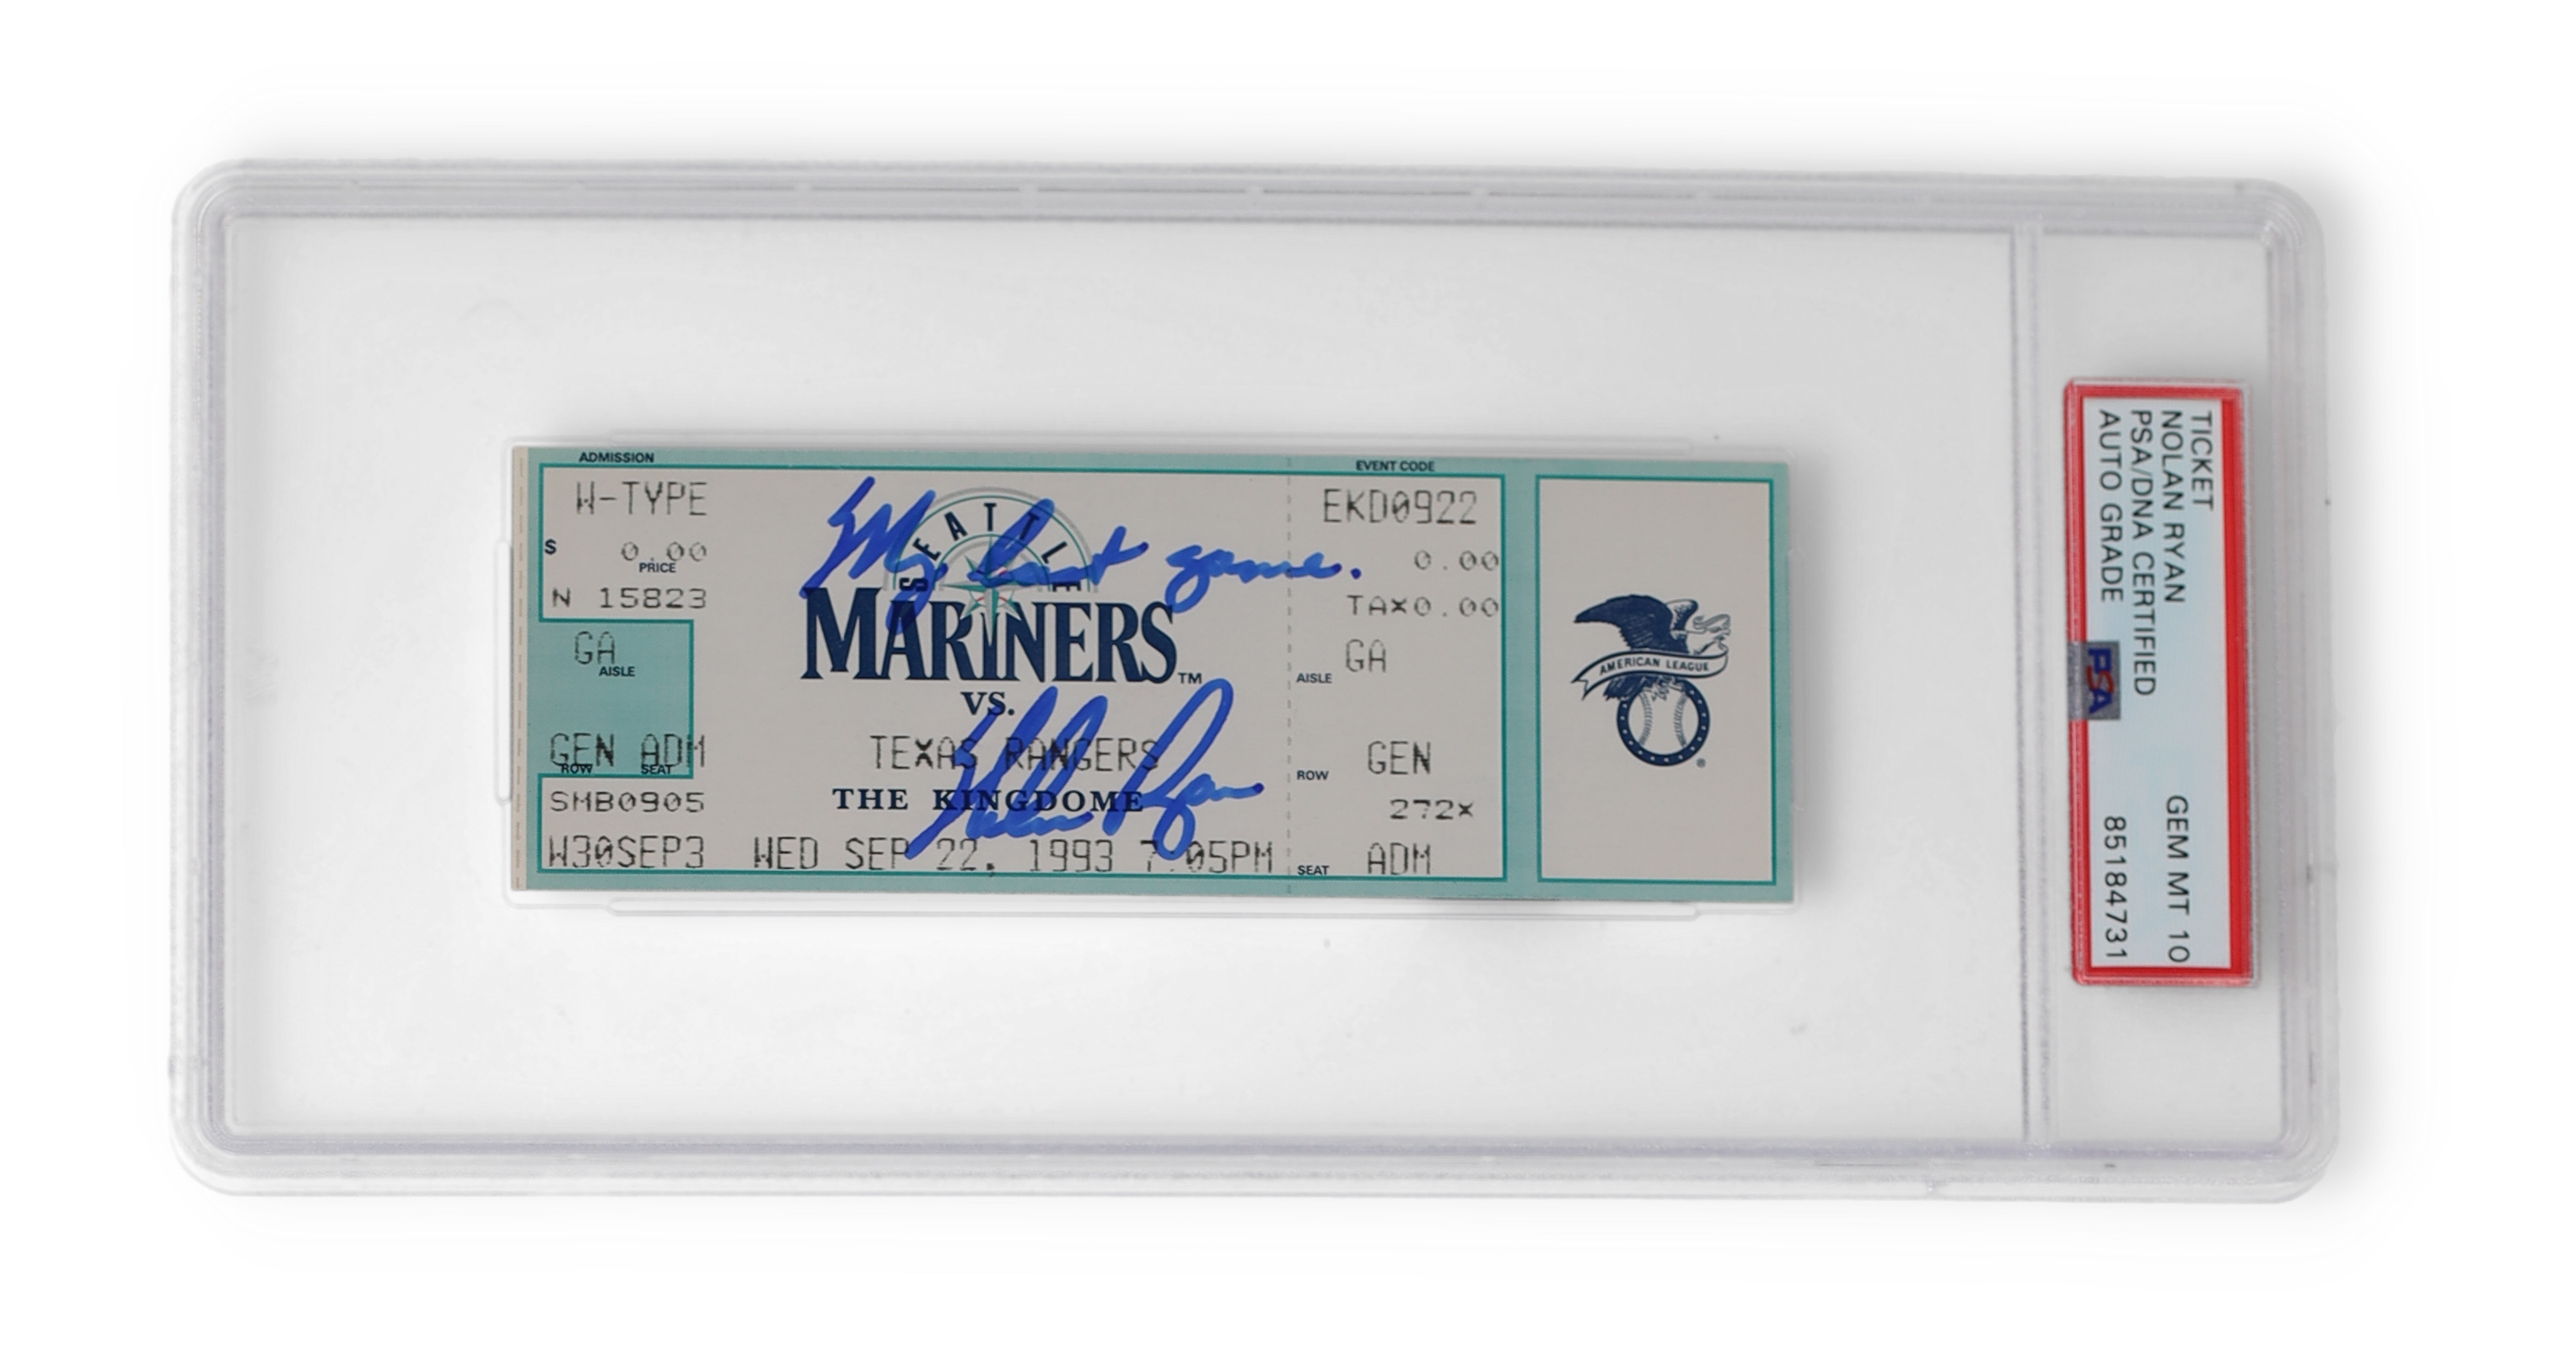 ADMISSION
EVENT CODE
W-TYPE
EKD0922
My last game.
SEATTLE
$ 0.00
0.00
PRICE
N 15823
TAX0.00
MARINERS™
GA
AISLE
AISLE
GA
VS.
Nolan Ryan
GEN ADM
ROW SEAT
TEXAS RANGERS
ROW
GEN
SMB0905
THE KINGDOME
272X
W30SEP3
WED SEP 22, 1993 7:05PM
SEAT
ADM
AMERICAN LEAGUE
®
TICKET
NOLAN RYAN GEM MT 10
PSA/DNA CERTIFIED
AUTO GRADE 85184731
PSA